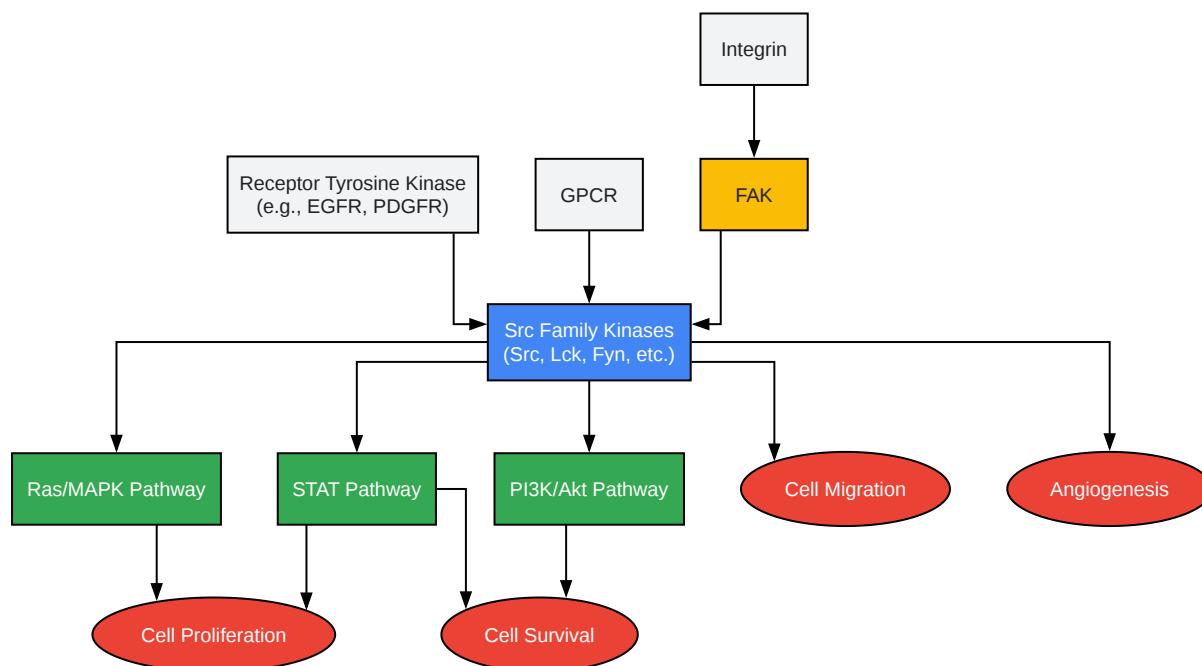 Integrin
Receptor Tyrosine Kinase
(e.g., EGFR, PDGFR)
GPCR
FAK
Src Family Kinases
(Src, Lck, Fyn, etc.)
Ras/MAPK Pathway
STAT Pathway
PI3K/Akt Pathway
Cell Migration
Angiogenesis
Cell Proliferation
Cell Survival